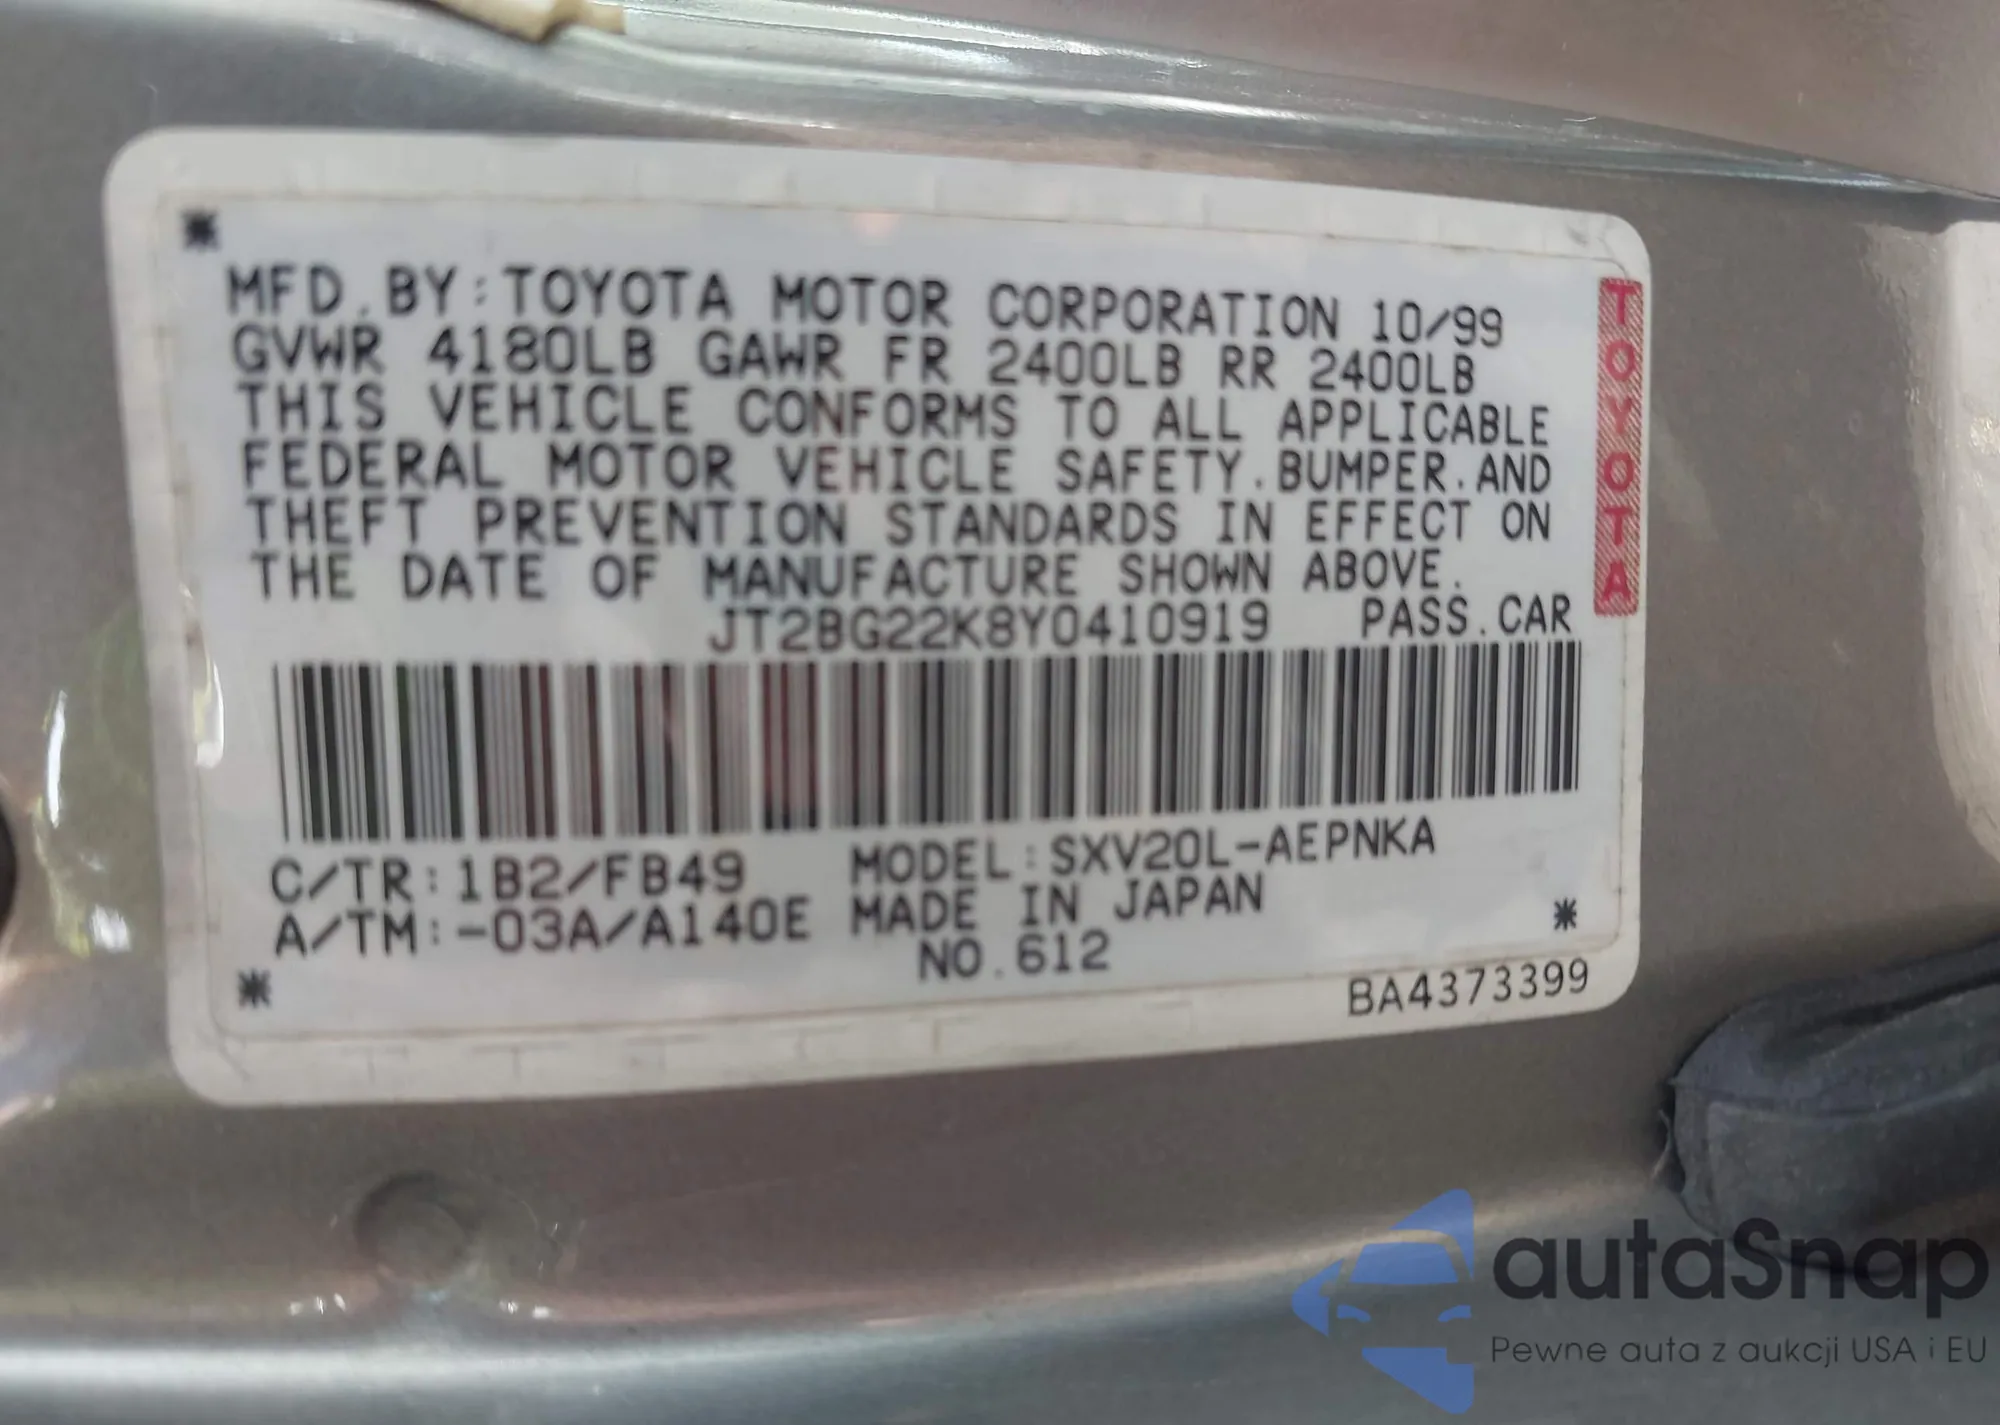 MFD.BY:TOYOTA MOTOR CORPORATION 10/99
GVWR 4180LB GAWR FR 2400LB RR 2400LB
THIS VEHICLE CONFORMS TO ALL APPLICABLE
FEDERAL MOTOR VEHICLE SAFETY.BUMPER.AND
THEFT PREVENTION STANDARDS IN EFFECT ON
THE DATE OF MANUFACTURE SHOWN ABOVE.
JT2BG22K8Y0410919 PASS.CAR
TOYOTA
C/TR:1B2/FB49 MODEL:SXV20L-AEPNKA
A/TM:-03A/A140E MADE IN JAPAN
NO.612
BA4373399
autaSnap
Pewne auta z aukcji USA i EU